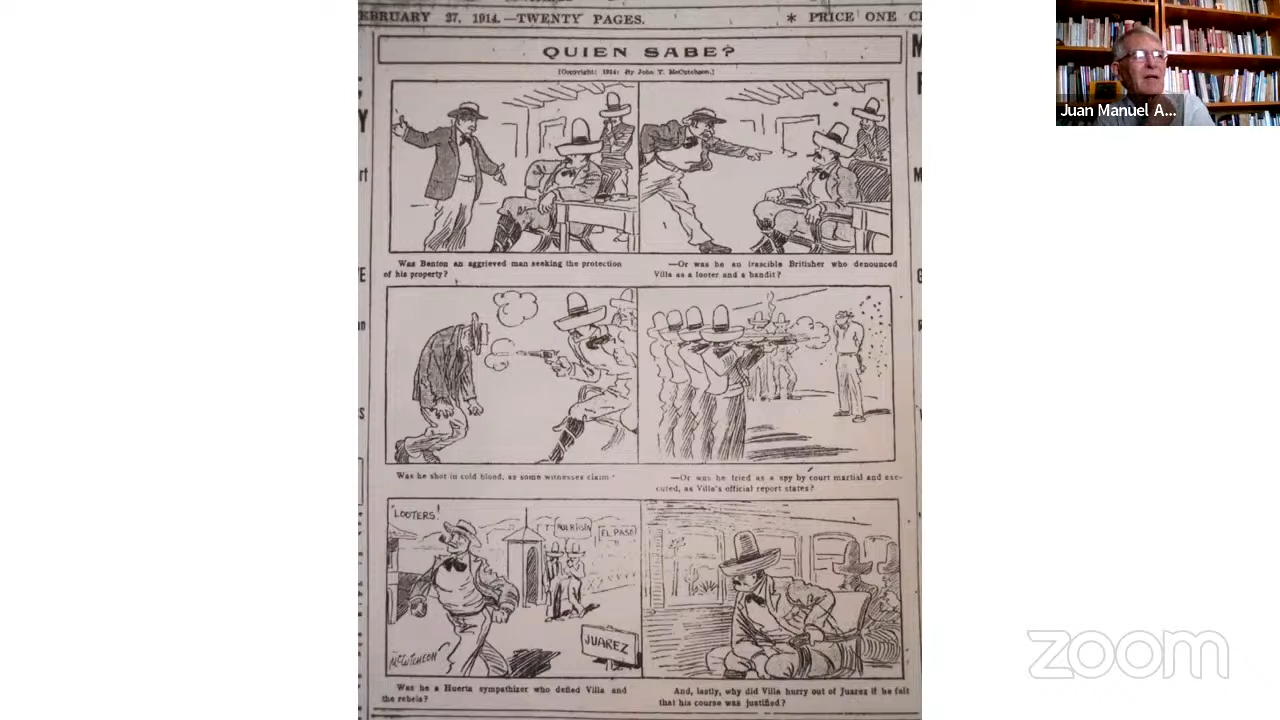 EBRUARY 27, 1914.—TWENTY PAGES. * PRICE ONE CE
QUIEN SABE?
[Copyright: 1914: By John T. McCutcheon.]
Was Benton an aggrieved man seeking the protection
of his property?
—Or was he an irascible Britisher who denounced
Villa as a looter and a bandit?
Was he shot in cold blood, as some witnesses claim?
—Or was he tried as a spy by court martial and exe-
cuted, as Villa's official report states?
"LOOTERS!
EL PASO
JUAREZ
McCUTCHEON
Was he a Huerta sympathizer who defied Villa and
the rebels?
And, lastly, why did Villa hurry out of Juarez if he felt
that his course was justified?
Juan Manuel A...
zoom